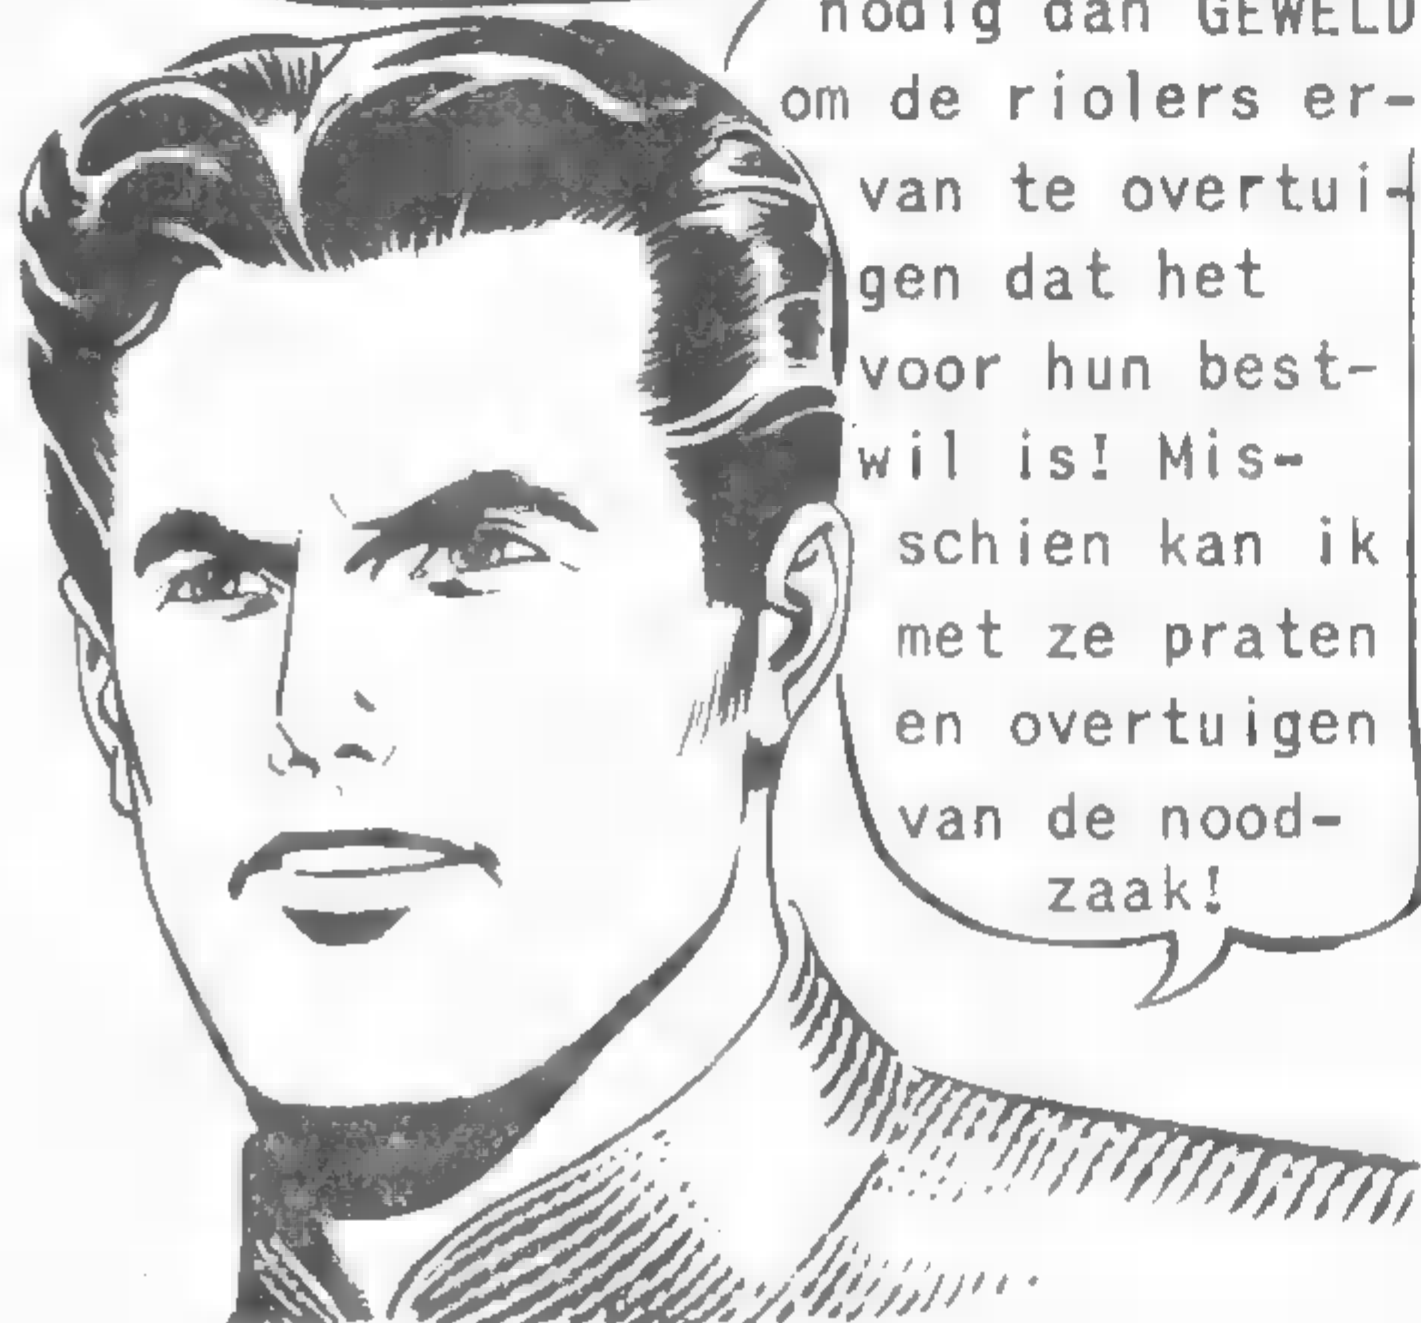 nodig dan GEWELD
om de riolers er-
van te overtui-
gen dat het
voor hun best-
wil is! Mis-
schien kan ik
met ze praten
en overtuigen
van de nood-
zaak!